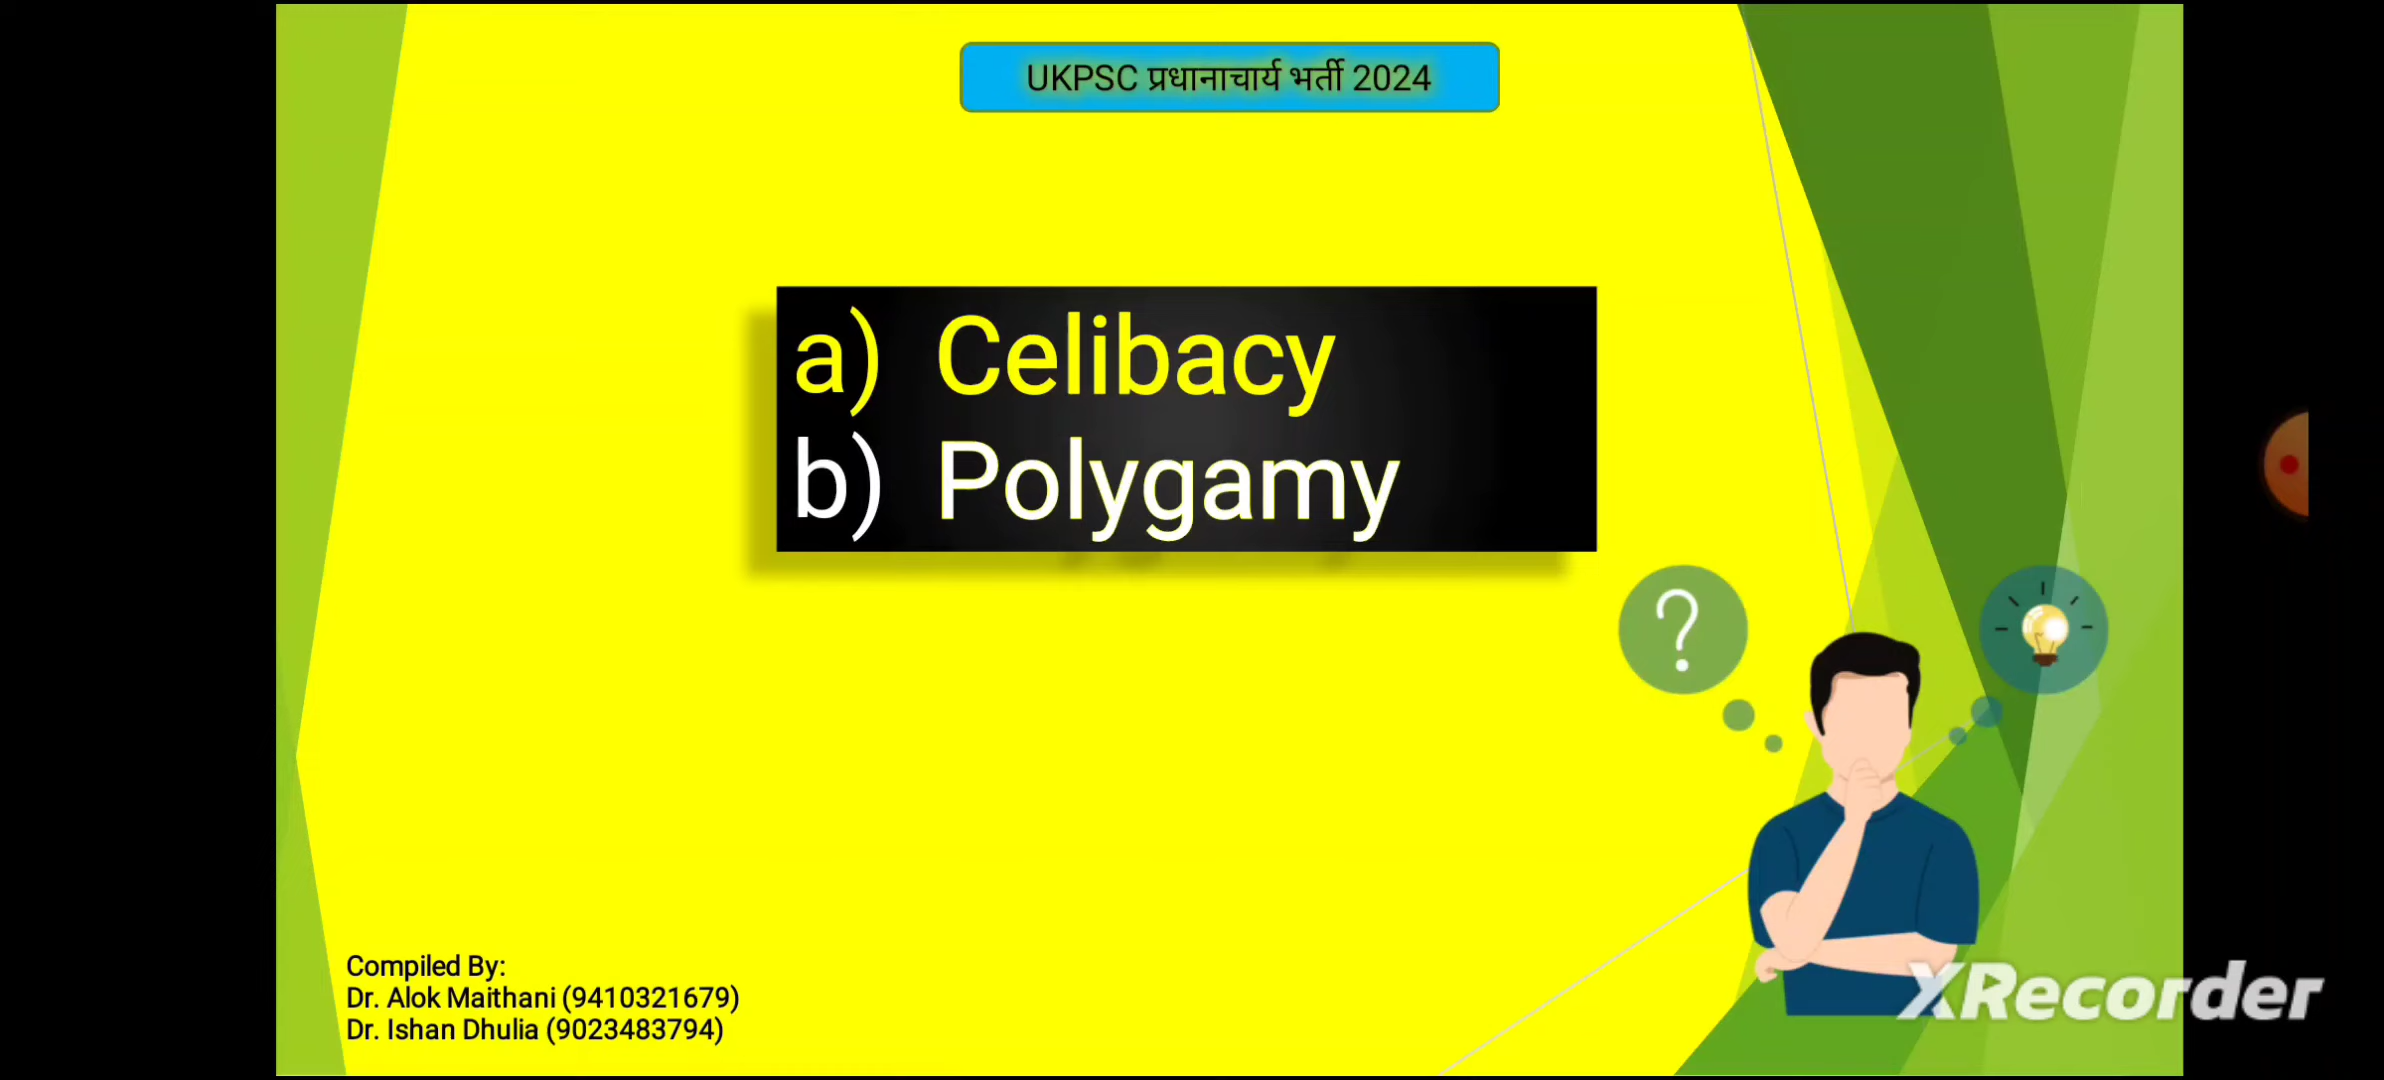 UKPSC प्रधानाचार्य भर्ती 2024
a) Celibacy
b) Polygamy
?
Compiled By:
Dr. Alok Maithani (9410321679)
Dr. Ishan Dhulia (9023483794)
XRecorder